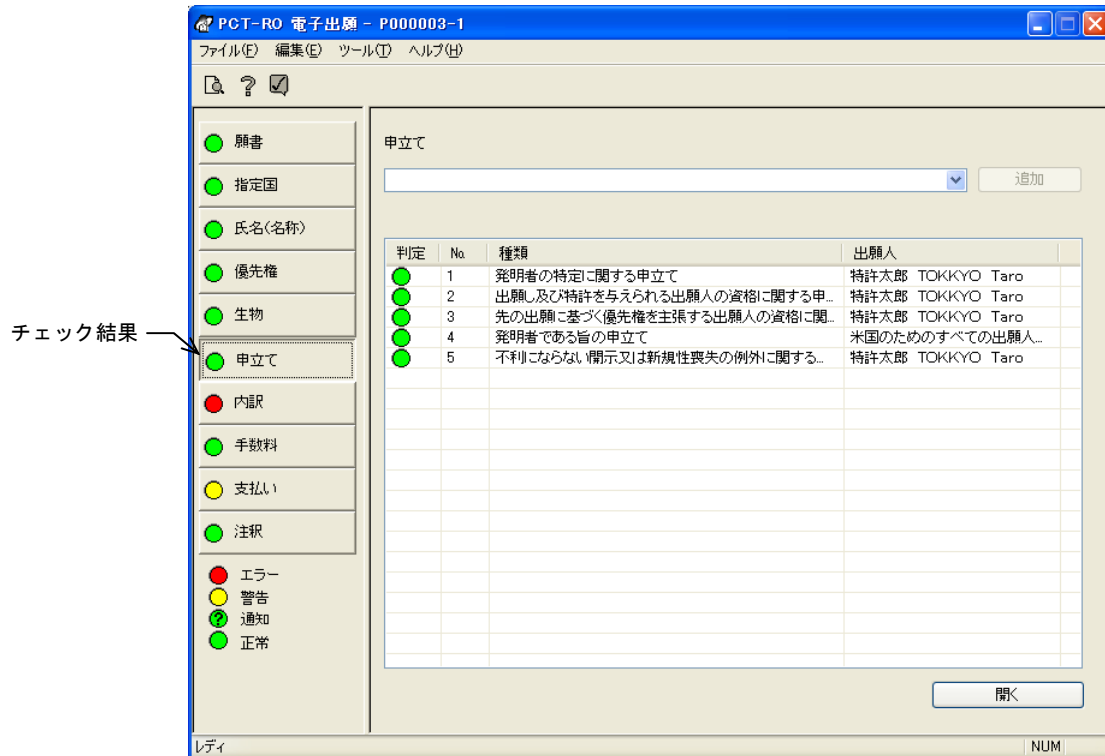 PCT-RO 電子出願 - P000003-1
ファイル(F) 編集(E) ツール(T) ヘルプ(H)
願書
指定国
氏名(名称)
優先権
生物
申立て
内訳
手数料
支払い
注釈
エラー
警告
通知
正常
チェック結果
申立て
追加
判定 No. 種類 出願人
1 発明者の特定に関する申立て 特許太郎 TOKKYO Taro
2 出願し及び特許を与えられる出願人の資格に関する申... 特許太郎 TOKKYO Taro
3 先の出願に基づく優先権を主張する出願人の資格に関... 特許太郎 TOKKYO Taro
4 発明者である旨の申立て 米国のためのすべての出願人...
5 不利にならない開示又は新規性喪失の例外に関する... 特許太郎 TOKKYO Taro
開く
レディ NUM